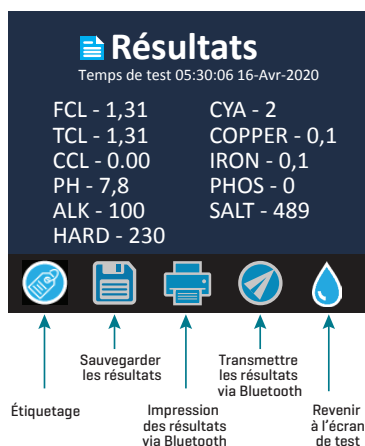 Résultats
Temps de test 05:30:06 16-Avr-2020
FCL - 1,31
TCL - 1,31
CCL - 0.00
PH - 7,8
ALK - 100
HARD - 230
CYA - 2
COPPER - 0,1
IRON - 0,1
PHOS - 0
SALT - 489
Étiquetage
Sauvegarder
les résultats
Impression
des résultats
via Bluetooth
Transmettre
les résultats
via Bluetooth
Revenir
à l'écran
de test